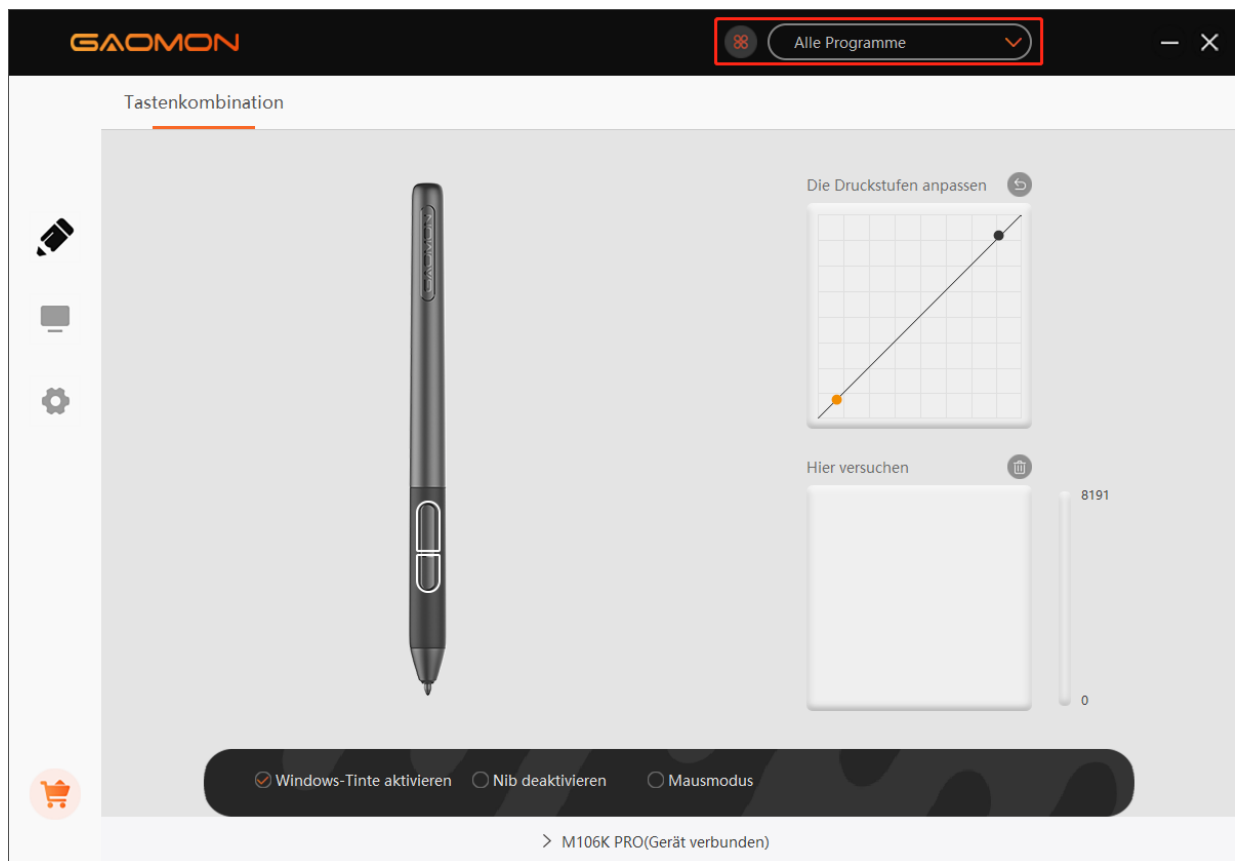 GAOMON
Alle Programme
Tastenkombination
Die Druckstufen anpassen
GAOMON
Hier versuchen
8191
0
Windows-Tinte aktivieren Nib deaktivieren Mausmodus
M106K PRO(Gerät verbunden)